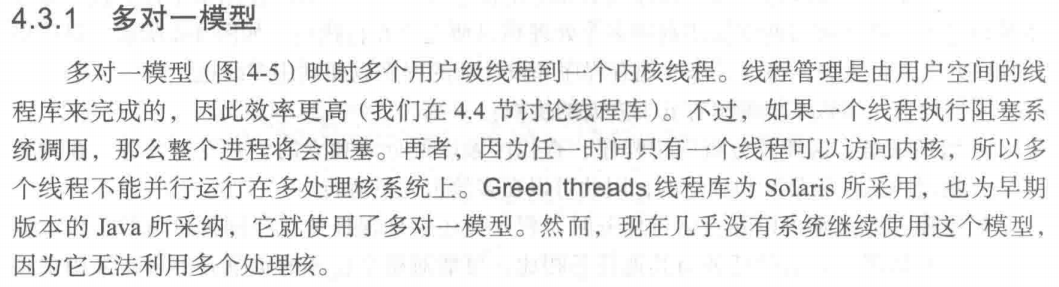 4.3.1 多对一模型
多对一模型(图 4-5)映射多个用户级线程到一个内核线程。线程管理是由用户空间的线
程库来完成的,因此效率更高(我们在 4.4 节讨论线程库)。不过,如果一个线程执行阻塞系
统调用,那么整个进程将会阻塞。再者,因为任一时间只有一个线程可以访问内核,所以多
个线程不能并行运行在多处理核系统上。Green threads 线程库为 Solaris 所采用,也为早期
版本的 Java 所采纳,它就使用了多对一模型。然而,现在几乎没有系统继续使用这个模型,
因为它无法利用多个处理核。